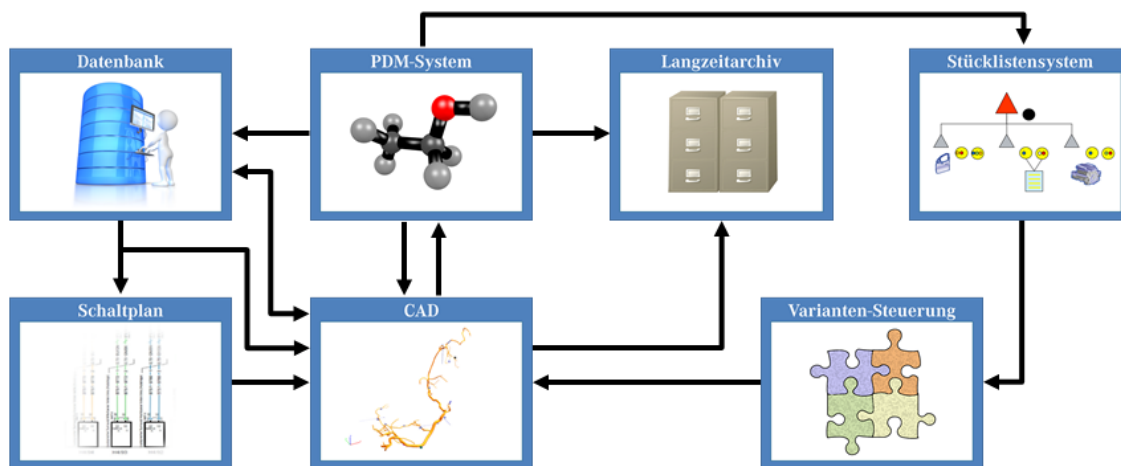 Datenbank
PDM-System
Langzeitarchiv
Stücklistensystem
Schaltplan
CAD
Varianten-Steuerung